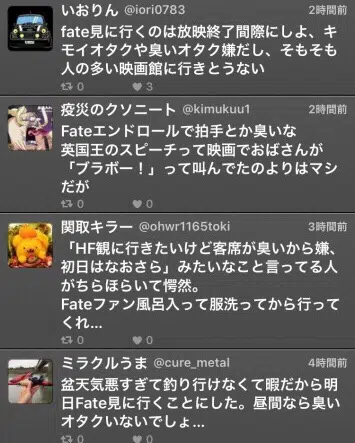 いおりん @iori0783 2時間前
fate見に行くのは放映終了間際にしよ、キ
モイオタクや臭いオタク嫌だし、そもそも
人の多い映画館に行きとうない
0 3
疫災のクソニート @kimukuu1 2時間前
Fateエンドロールで拍手とか臭いな
英国王のスピーチって映画でおばさんが
「ブラボー！」って叫んでたのよりはマシ
だが
0 0
関取キラー @ohwr1165toki 3時間前
「HF観に行きたいけど客席が臭いから嫌、
初日はなおさら」みたいなこと言ってる人
がちらほらいて愕然。
Fateファン風呂入って服洗ってから行って
くれ...
0 0
ミラクルうま @cure_metal 4時間前
盆天気悪すぎて釣り行けなくて暇だから明
日Fate見に行くことにした。昼間なら臭い
オタクいないでしょ...
0 0